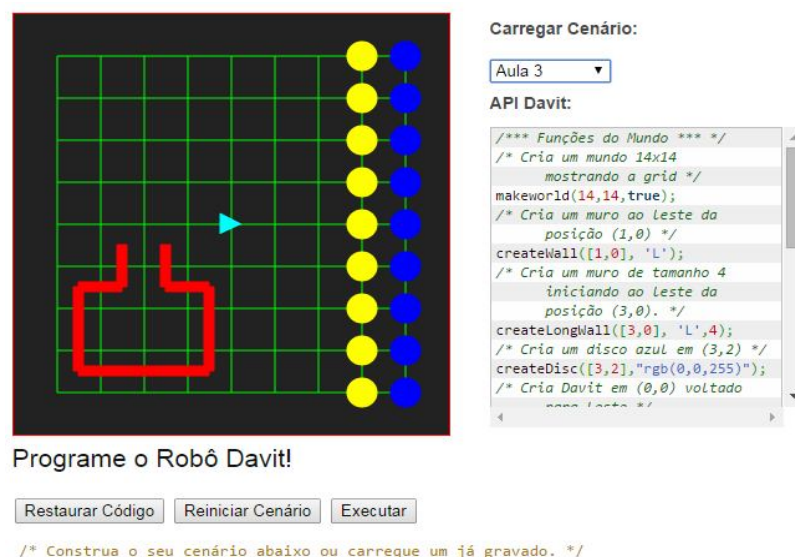 Carregar Cenário:
Aula 3
API Davit:
/*** Funções do Mundo *** */
/* Cria um mundo 14x14
mostrando a grid */
makeworld(14,14,true);
/* Cria um muro ao leste da
posição (1,0) */
createWall([1,0], 'L');
/* Cria um muro de tamanho 4
iniciando ao leste da
posição (3,0). */
createLongWall([3,0], 'L',4);
/* Cria um disco azul em (3,2) */
createDisc([3,2],"rgb(0,0,255)");
/* Cria Davit em (0,0) voltado
Programe o Robô Davit!
Restaurar Código
Reiniciar Cenário
Executar
/* Construa o seu cenário abaixo ou carregue um já gravado. */